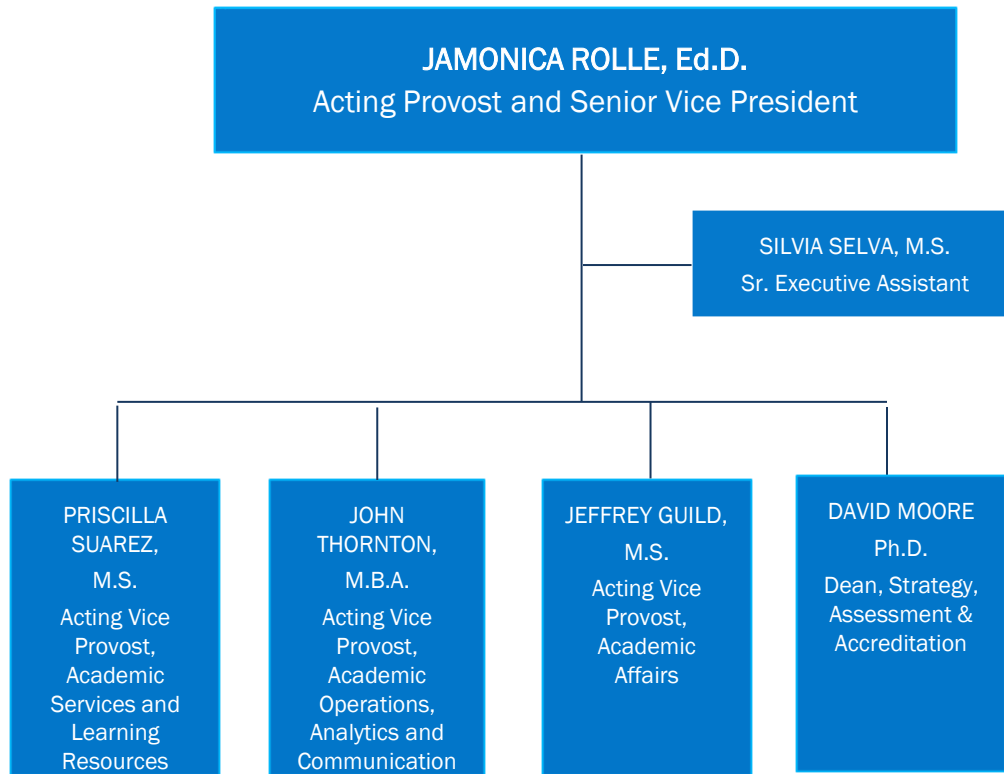 JAMONICA ROLLE, Ed.D.
Acting Provost and Senior Vice President
SILVIA SELVA, M.S.
Sr. Executive Assistant
PRISCILLA
SUAREZ,
M.S.
Acting Vice
Provost,
Academic
Services and
Learning
Resources
JOHN
THORNTON,
M.B.A.
Acting Vice
Provost,
Academic
Operations,
Analytics and
Communication
JEFFREY GUILD,
M.S.
Acting Vice
Provost,
Academic
Affairs
DAVID MOORE
Ph.D.
Dean, Strategy,
Assessment &
Accreditation